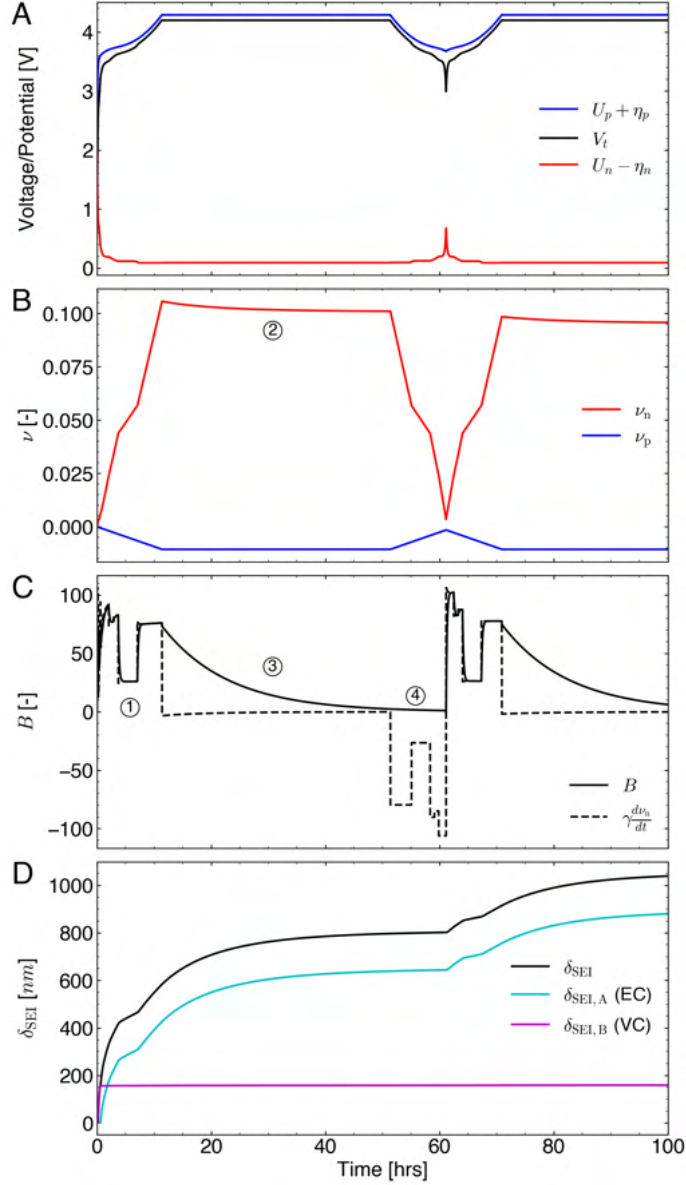 A
Voltage/Potential [V]
4
3
2
1
0
U_p + η_p
V_t
U_n − η_n
B
ν [-]
0.100
0.075
0.050
0.025
0.000
②
ν_n
ν_p
C
B [-]
100
50
0
−50
−100
①
③
④
B
γ dν_n/dt
D
δ_SEI [nm]
1000
800
600
400
200
0
δ_SEI
δ_SEI, A (EC)
δ_SEI, B (VC)
0 20 40 60 80 100
Time [hrs]